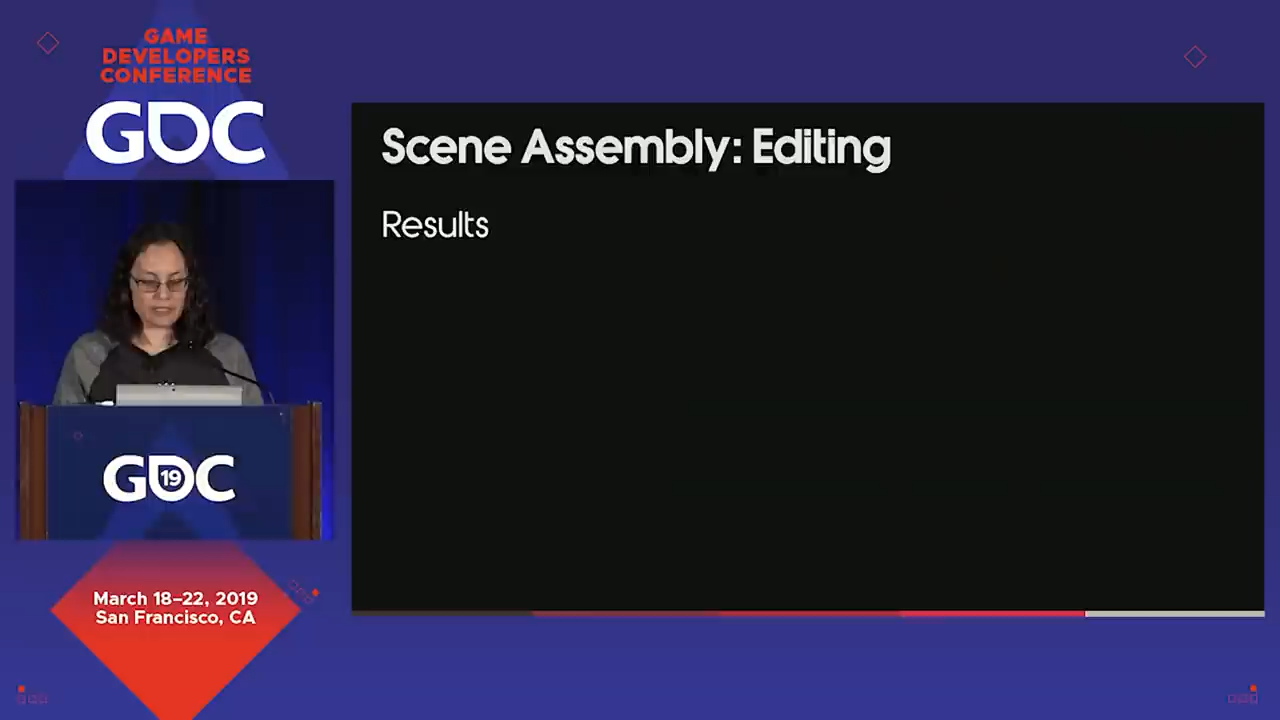 GAME
DEVELOPERS
CONFERENCE
GDC
Scene Assembly: Editing
Results
GDC
19
March 18–22, 2019
San Francisco, CA